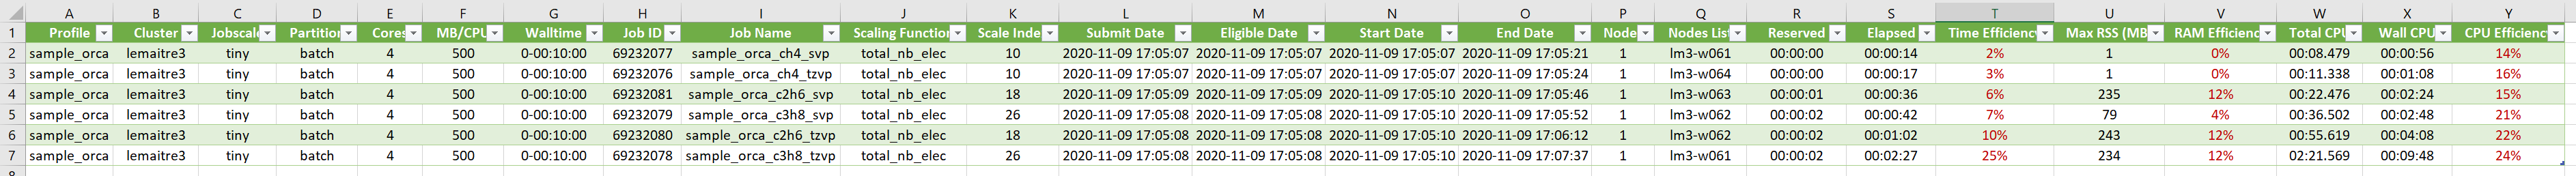 A B C D E F G H I J K L M N O P Q R S T U V W X Y
1 Profile Cluster Jobscale Partition Cores MB/CPU Walltime Job ID Job Name Scaling Function Scale Inde Submit Date Eligible Date Start Date End Date Node Nodes List Reserved Elapsed Time Efficienc Max RSS (MB RAM Efficienc Total CPU Wall CPU CPU Efficienc
2 sample_orca lemaitre3 tiny batch 4 500 0-00:10:00 69232077 sample_orca_ch4_svp total_nb_elec 10 2020-11-09 17:05:07 2020-11-09 17:05:07 2020-11-09 17:05:07 2020-11-09 17:05:21 1 lm3-w061 00:00:00 00:00:14 2% 1 0% 00:08.479 00:00:56 14%
3 sample_orca lemaitre3 tiny batch 4 500 0-00:10:00 69232076 sample_orca_ch4_tzvp total_nb_elec 10 2020-11-09 17:05:07 2020-11-09 17:05:07 2020-11-09 17:05:07 2020-11-09 17:05:24 1 lm3-w064 00:00:00 00:00:17 3% 1 0% 00:11.338 00:01:08 16%
4 sample_orca lemaitre3 tiny batch 4 500 0-00:10:00 69232081 sample_orca_c2h6_svp total_nb_elec 18 2020-11-09 17:05:09 2020-11-09 17:05:09 2020-11-09 17:05:10 2020-11-09 17:05:46 1 lm3-w063 00:00:01 00:00:36 6% 235 12% 00:22.476 00:02:24 15%
5 sample_orca lemaitre3 tiny batch 4 500 0-00:10:00 69232079 sample_orca_c3h8_svp total_nb_elec 26 2020-11-09 17:05:08 2020-11-09 17:05:08 2020-11-09 17:05:10 2020-11-09 17:05:52 1 lm3-w062 00:00:02 00:00:42 7% 79 4% 00:36.502 00:02:48 21%
6 sample_orca lemaitre3 tiny batch 4 500 0-00:10:00 69232080 sample_orca_c2h6_tzvp total_nb_elec 18 2020-11-09 17:05:08 2020-11-09 17:05:08 2020-11-09 17:05:10 2020-11-09 17:06:12 1 lm3-w062 00:00:02 00:01:02 10% 243 12% 00:55.619 00:04:08 22%
7 sample_orca lemaitre3 tiny batch 4 500 0-00:10:00 69232078 sample_orca_c3h8_tzvp total_nb_elec 26 2020-11-09 17:05:08 2020-11-09 17:05:08 2020-11-09 17:05:10 2020-11-09 17:07:37 1 lm3-w061 00:00:02 00:02:27 25% 234 12% 02:21.569 00:09:48 24%